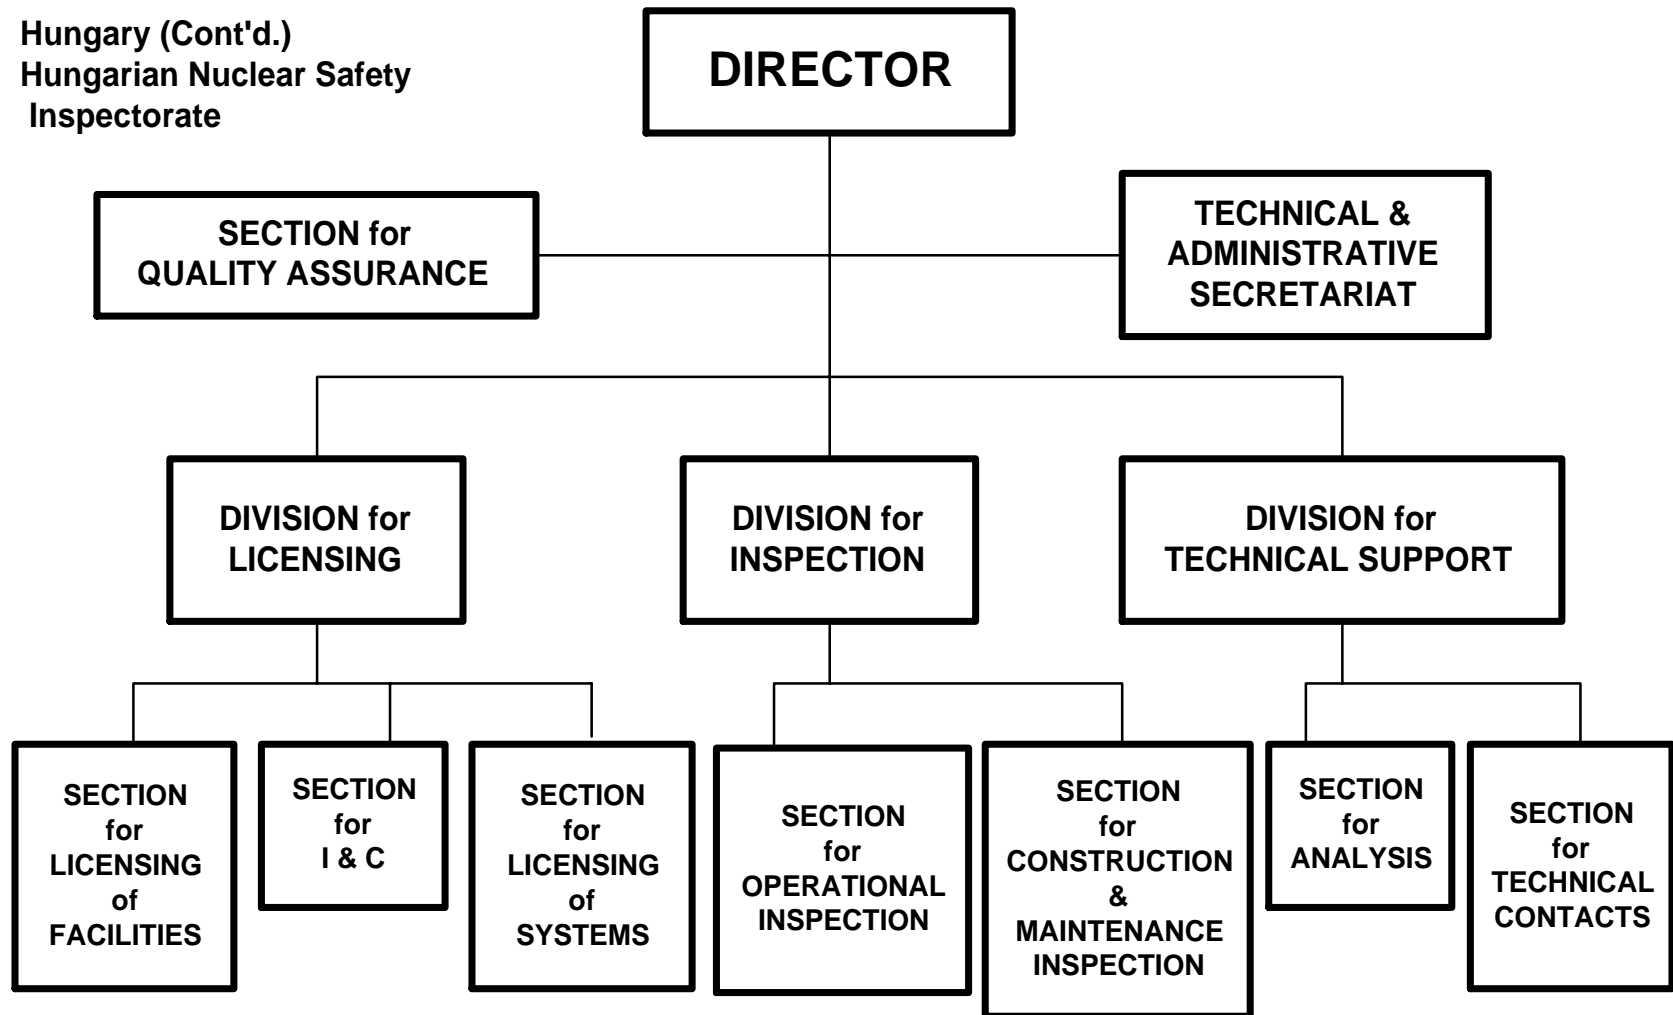 Hungary (Cont'd.)
Hungarian Nuclear Safety
Inspectorate
DIRECTOR
SECTION for
QUALITY ASSURANCE
TECHNICAL &
ADMINISTRATIVE
SECRETARIAT
DIVISION for
LICENSING
DIVISION for
INSPECTION
DIVISION for
TECHNICAL SUPPORT
SECTION
for
LICENSING
of
FACILITIES
SECTION
for
I & C
SECTION
for
LICENSING
of
SYSTEMS
SECTION
for
OPERATIONAL
INSPECTION
SECTION
for
CONSTRUCTION
&
MAINTENANCE
INSPECTION
SECTION
for
ANALYSIS
SECTION
for
TECHNICAL
CONTACTS